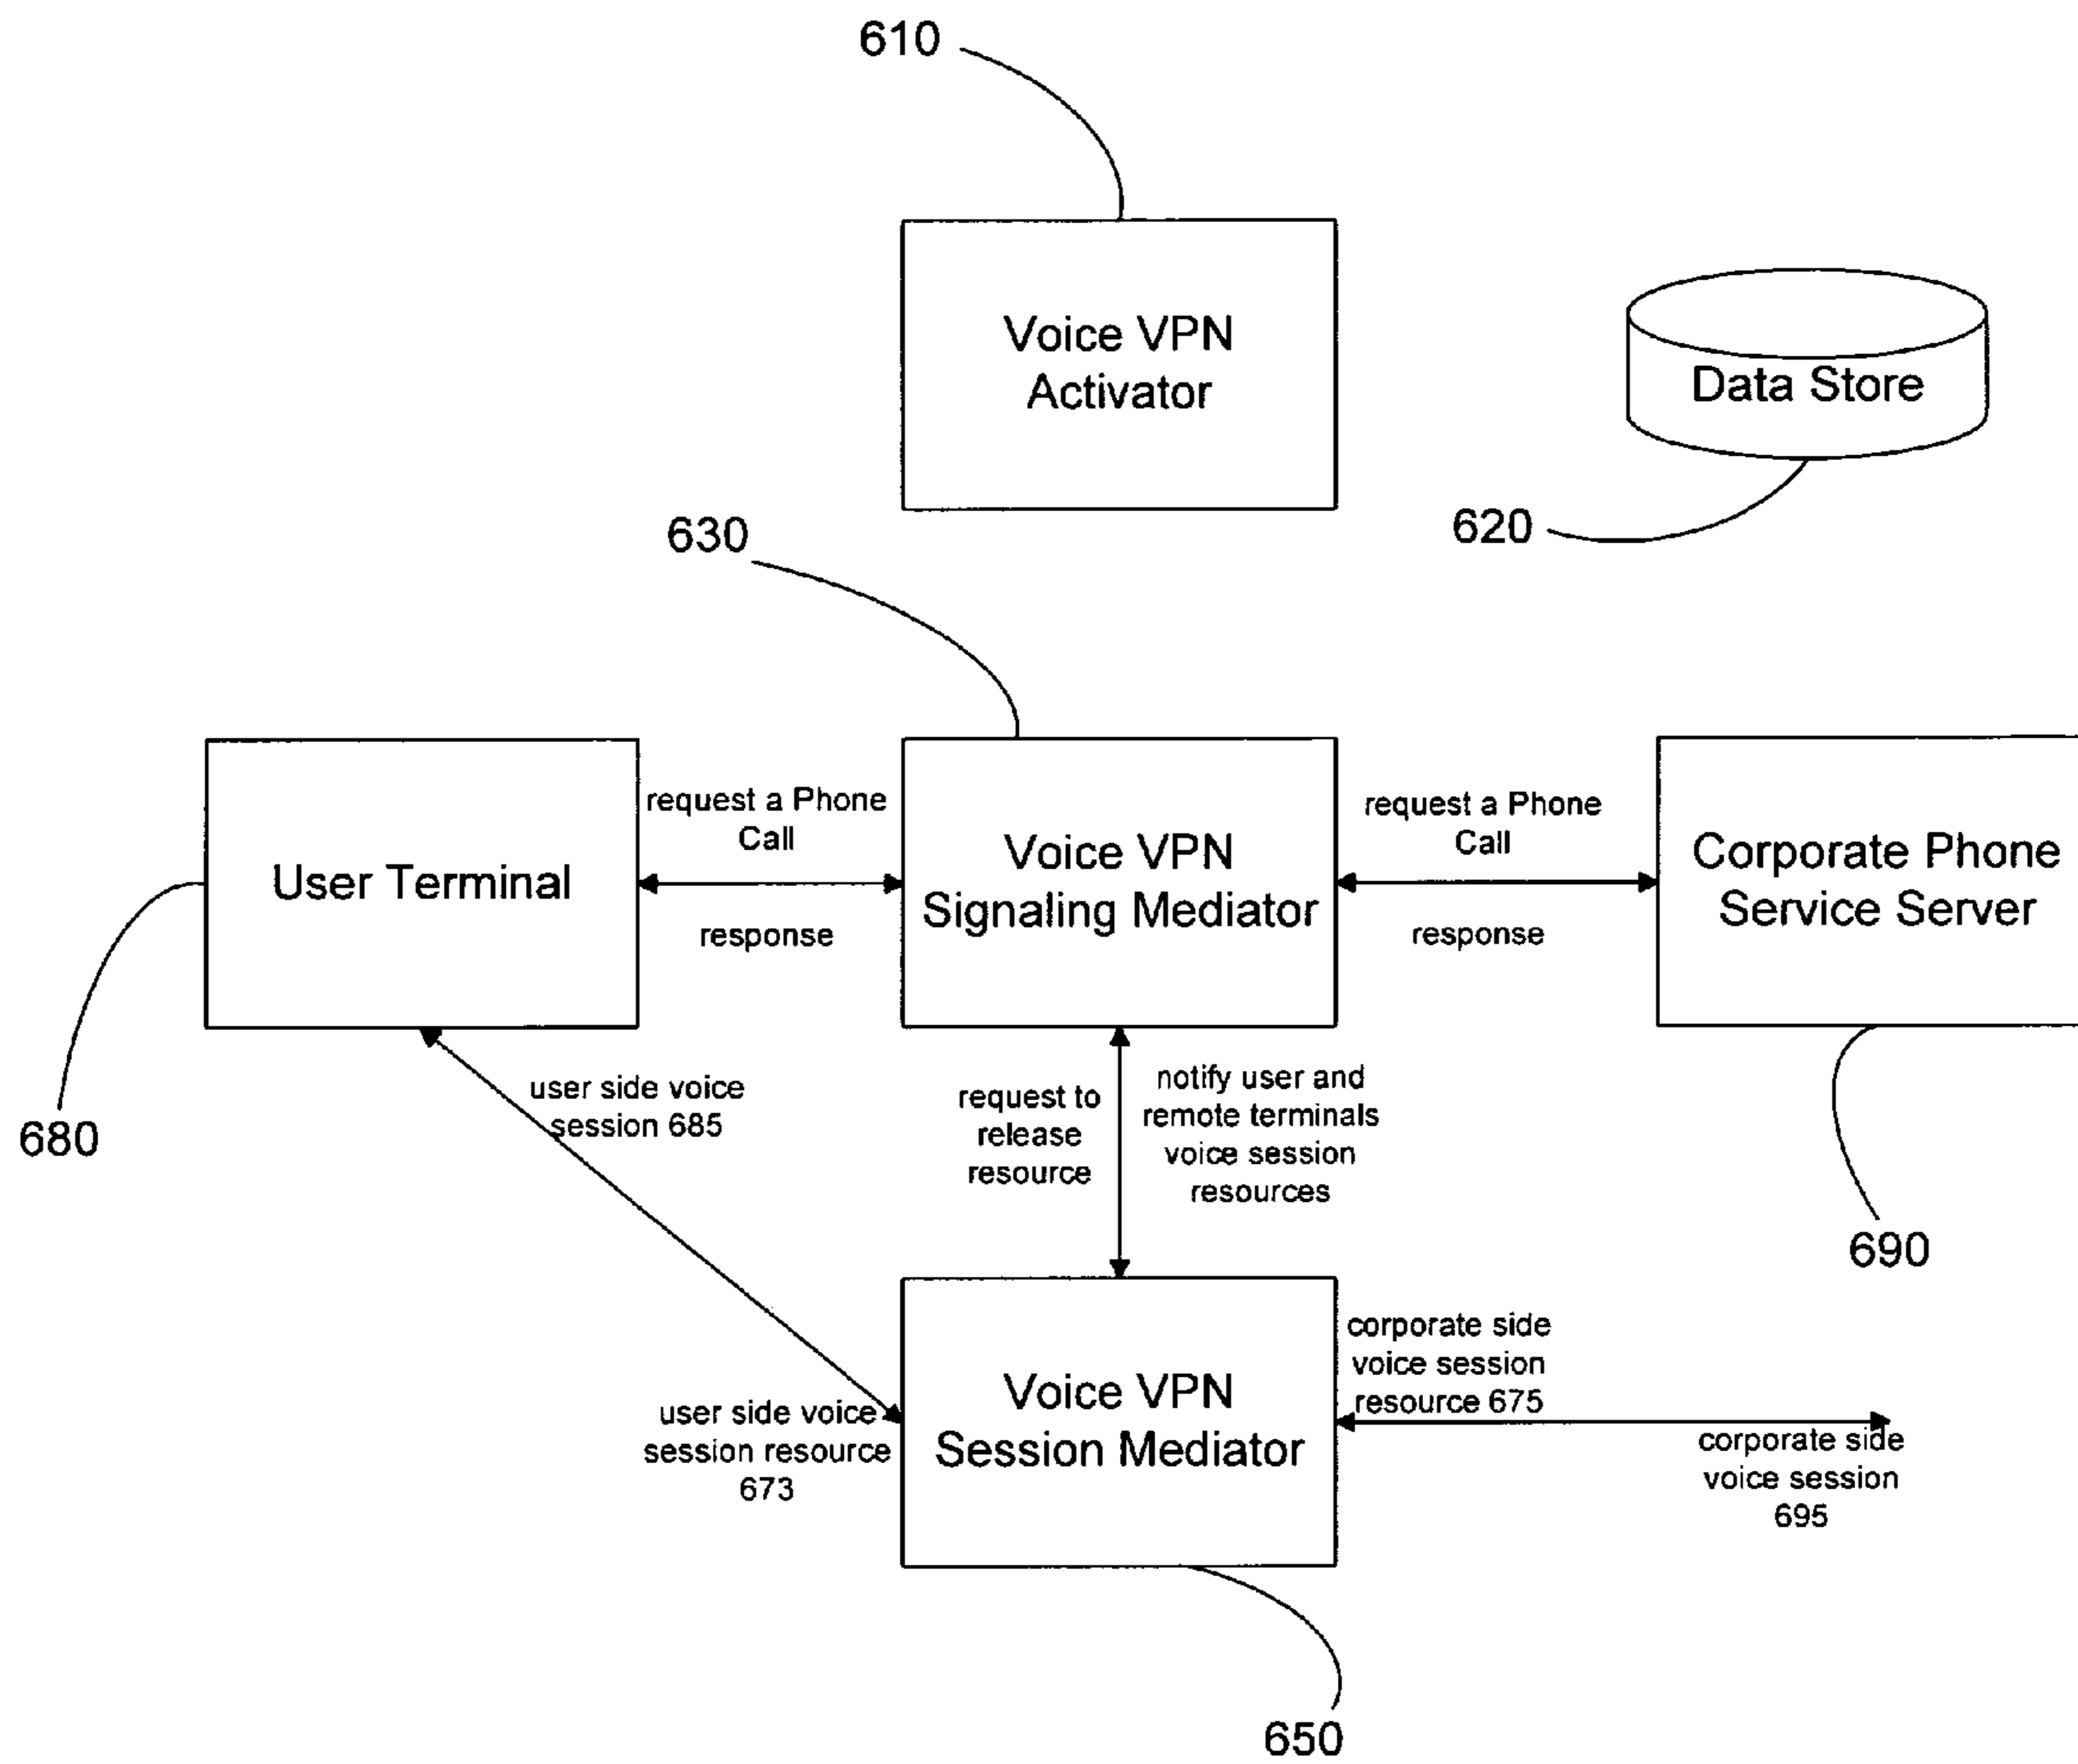 610
Voice VPN
Activator
Data Store
620
630
User Terminal
request a Phone
Call
response
Voice VPN
Signaling Mediator
request a Phone
Call
response
Corporate Phone
Service Server
680
user side voice
session 685
request to
release
resource
notify user and
remote terminals
voice session
resources
690
user side voice
session resource
673
Voice VPN
Session Mediator
corporate side
voice session
resource 675
corporate side
voice session
695
650